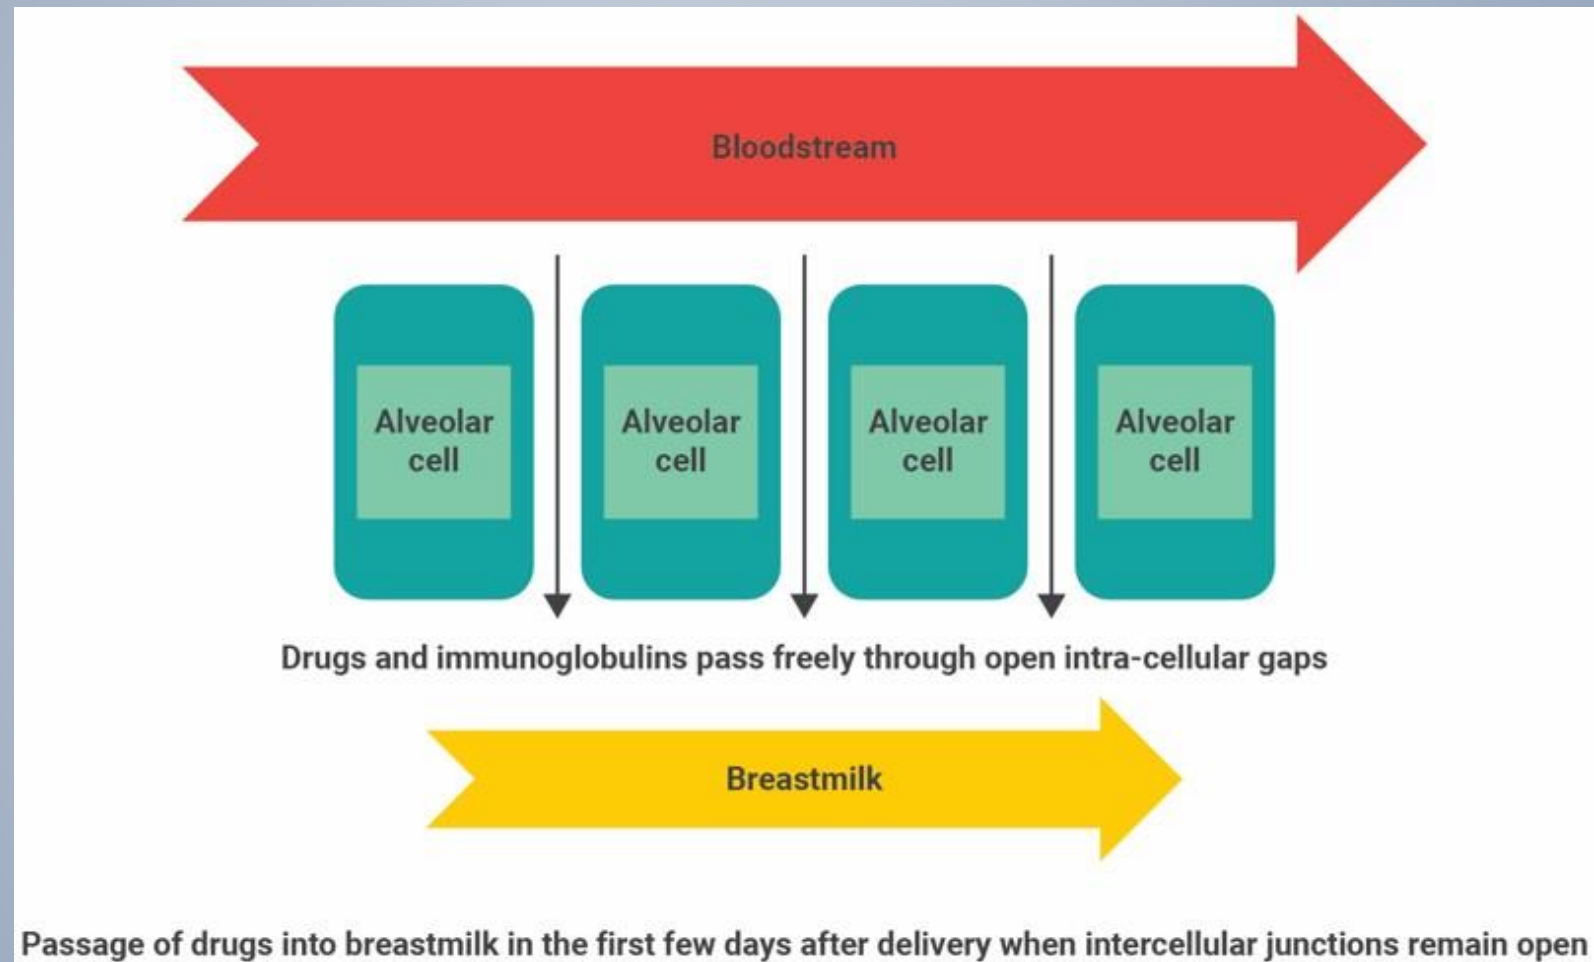 Bloodstream
Alveolar
cell
Alveolar
cell
Alveolar
cell
Alveolar
cell
Drugs and immunoglobulins pass freely through open intra-cellular gaps
Breastmilk
Passage of drugs into breastmilk in the first few days after delivery when intercellular junctions remain open